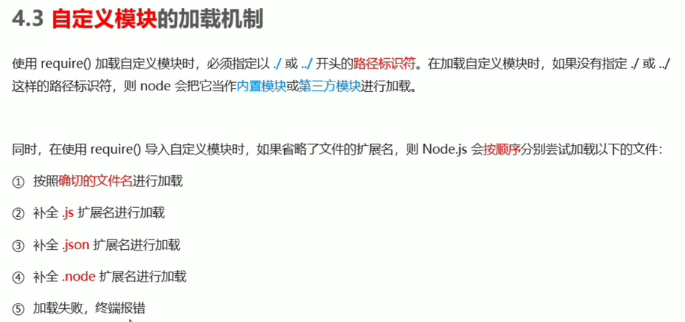 4.3 自定义模块的加载机制
使用 require() 加载自定义模块时，必须指定以 ./ 或 ../ 开头的路径标识符。在加载自定义模块时，如果没有指定 ./ 或 ../
这样的路径标识符，则 node 会把它当作内置模块或第三方模块进行加载。
同时，在使用 require() 导入自定义模块时，如果省略了文件的扩展名，则 Node.js 会按顺序分别尝试加载以下的文件：
① 按照确切的文件名进行加载
② 补全 .js 扩展名进行加载
③ 补全 .json 扩展名进行加载
④ 补全 .node 扩展名进行加载
⑤ 加载失败，终端报错